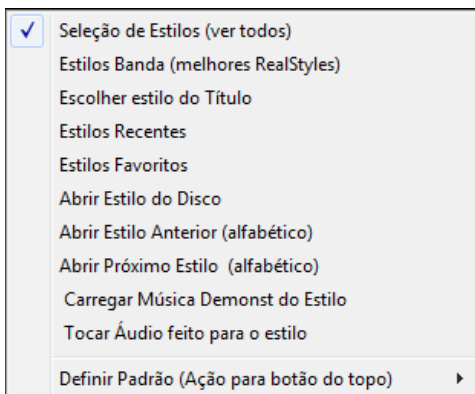 Seleção de Estilos (ver todos)
Estilos Banda (melhores RealStyles)
Escolher estilo do Título
Estilos Recentes
Estilos Favoritos
Abrir Estilo do Disco
Abrir Estilo Anterior (alfabético)
Abrir Próximo Estilo  (alfabético)
Carregar Música Demonst do Estilo
Tocar Áudio feito para o estilo
Definir Padrão (Ação para botão do topo)